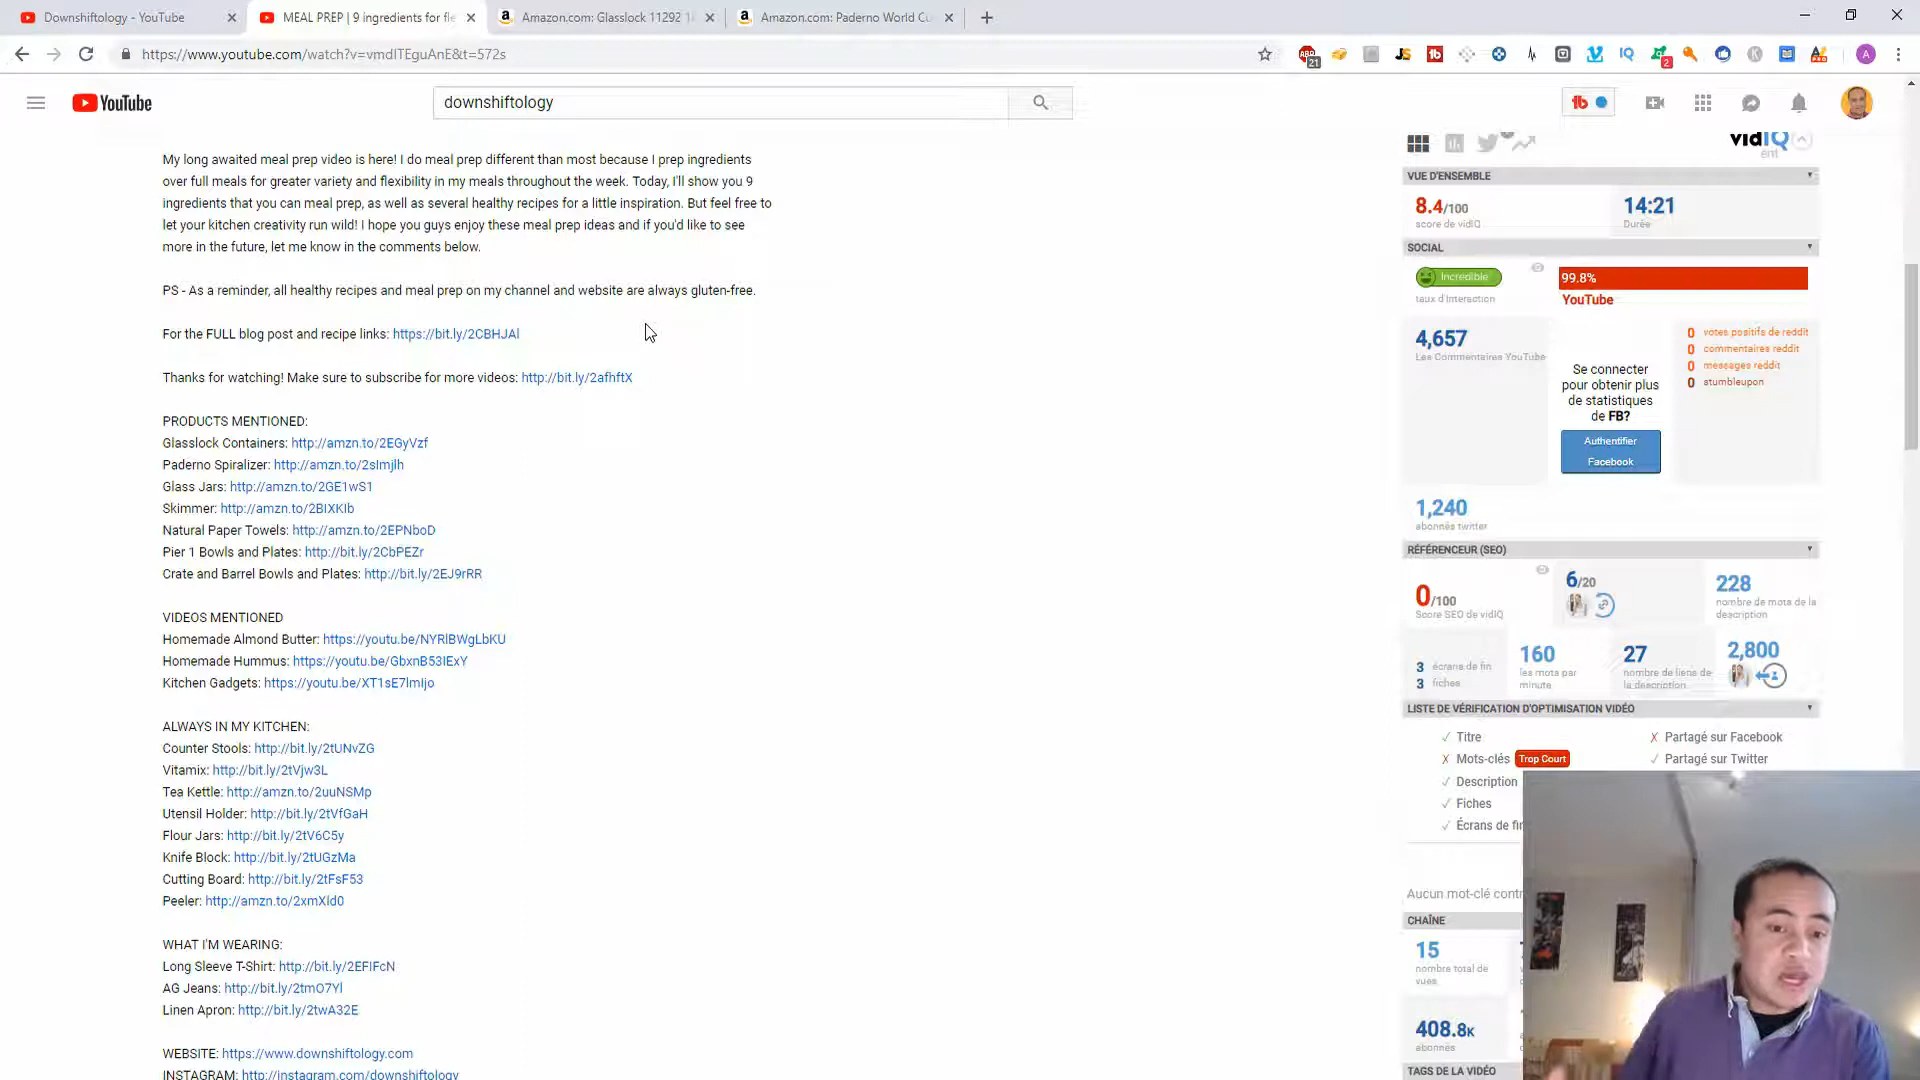 Downshiftology - YouTube
MEAL PREP | 9 ingredients for fle
Amazon.com: Glasslock 11292 1
Amazon.com: Paderno World Cu
https://www.youtube.com/watch?v=vmdITEguAnE&t=572s
YouTube
downshiftology
My long awaited meal prep video is here! I do meal prep different than most because I prep ingredients
over full meals for greater variety and flexibility in my meals throughout the week. Today, I'll show you 9
ingredients that you can meal prep, as well as several healthy recipes for a little inspiration. But feel free to
let your kitchen creativity run wild! I hope you guys enjoy these meal prep ideas and if you'd like to see
more in the future, let me know in the comments below.
PS - As a reminder, all healthy recipes and meal prep on my channel and website are always gluten-free.
For the FULL blog post and recipe links: https://bit.ly/2CBHJAl
Thanks for watching! Make sure to subscribe for more videos: http://bit.ly/2afhftX
PRODUCTS MENTIONED:
Glasslock Containers: http://amzn.to/2EGyVzf
Paderno Spiralizer: http://amzn.to/2sImjlh
Glass Jars: http://amzn.to/2GE1wS1
Skimmer: http://amzn.to/2BIXKIb
Natural Paper Towels: http://amzn.to/2EPNboD
Pier 1 Bowls and Plates: http://bit.ly/2CbPEZr
Crate and Barrel Bowls and Plates: http://bit.ly/2EJ9rRR
VIDEOS MENTIONED
Homemade Almond Butter: https://youtu.be/NYRlBWgLbKU
Homemade Hummus: https://youtu.be/GbxnB53IExY
Kitchen Gadgets: https://youtu.be/XT1sE7lmIjo
ALWAYS IN MY KITCHEN:
Counter Stools: http://bit.ly/2tUNvZG
Vitamix: http://bit.ly/2tVjw3L
Tea Kettle: http://amzn.to/2uuNSMp
Utensil Holder: http://bit.ly/2tVfGaH
Flour Jars: http://bit.ly/2tV6C5y
Knife Block: http://bit.ly/2tUGzMa
Cutting Board: http://bit.ly/2tFsF53
Peeler: http://amzn.to/2xmXld0
WHAT I'M WEARING:
Long Sleeve T-Shirt: http://bit.ly/2EFIFcN
AG Jeans: http://bit.ly/2tmO7Yl
Linen Apron: http://bit.ly/2twA32E
WEBSITE: https://www.downshiftology.com
INSTAGRAM: http://instagram.com/downshiftology
vidIQ
VUE D'ENSEMBLE
8.4/100
score de vidIQ
14:21
Durée
SOCIAL
Incredible
taux d'interaction
99.8%
YouTube
4,657
Les Commentaires YouTube
Se connecter
pour obtenir plus
de statistiques
de FB?
Authentifier
Facebook
0 votes positifs de reddit
0 commentaires reddit
0 messages reddit
0 stumbleupon
1,240
abonnés twitter
RÉFÉRENCEUR (SEO)
0/100
Score SEO de vidIQ
6/20
228
nombre de mots de la
description
3 écrans de fin
3 fiches
160
les mots par
minute
27
nombre de liens de
la description
2,800
LISTE DE VÉRIFICATION D'OPTIMISATION VIDÉO
Titre
Mots-clés Trop Court
Description
Fiches
Écrans de fin
Partagé sur Facebook
Partagé sur Twitter
Aucun mot-clé contr
CHAÎNE
15
nombre total de
vues
408.8k
abonnés
TAGS DE LA VIDÉO